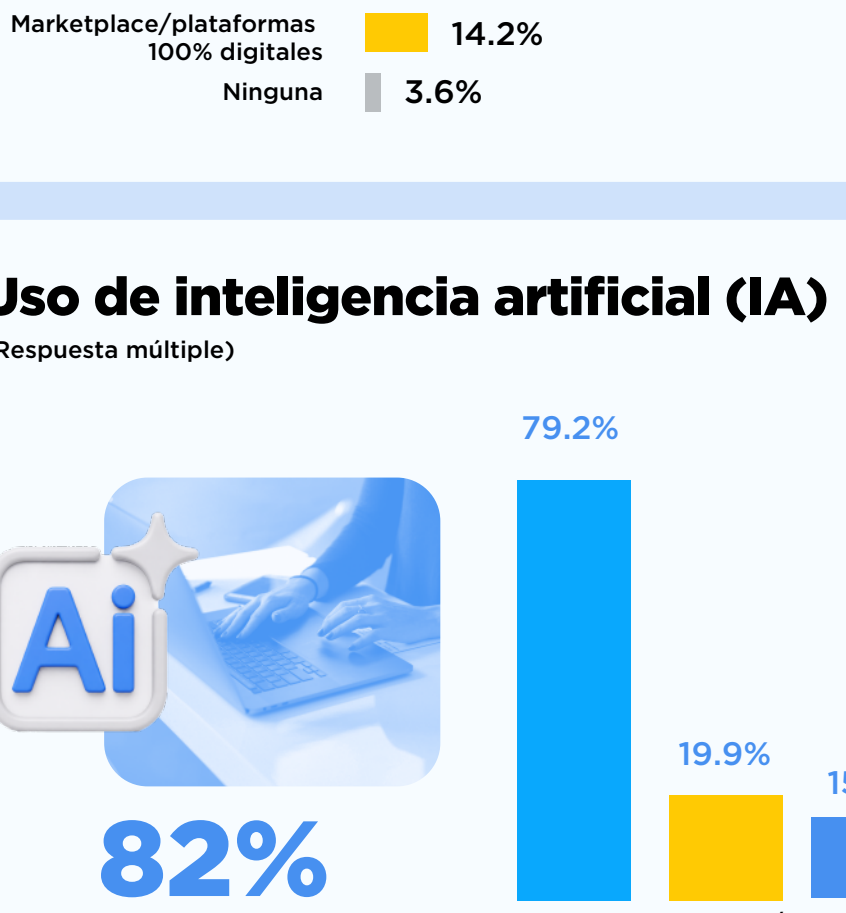 Marketplace/plataformas
100% digitales
14.2%
Ninguna
3.6%
Uso de inteligencia artificial (IA)
Respuesta múltiple)
79.2%
Ai
19.9%
82%